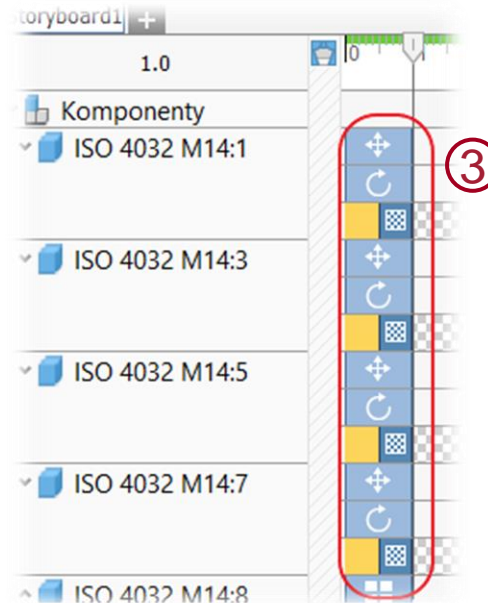 toryboard1 +
1.0 0
Komponenty
ISO 4032 M14:1
3
ISO 4032 M14:3
ISO 4032 M14:5
ISO 4032 M14:7
ISO 4032 M14:8